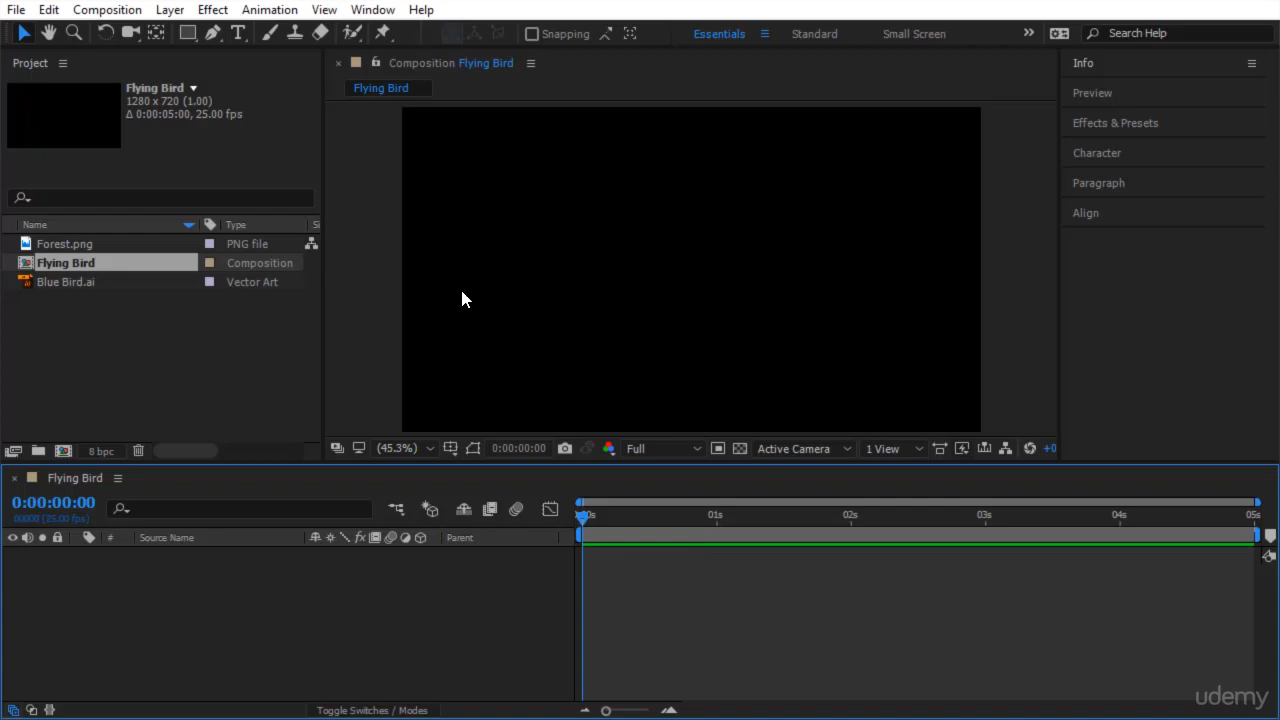 File Edit Composition Layer Effect Animation View Window Help
Snapping Essentials Standard Small Screen Search Help
Project Composition Flying Bird Info
Flying Bird
Flying Bird
1280 x 720 (1.00)
Δ 0:00:05:00, 25.00 fps
Preview
Effects & Presets
Character
Paragraph
Align
Name Type Si
Forest.png PNG file
Flying Bird Composition
Blue Bird.ai Vector Art
8 bpc (45.3%) 0:00:00:00 Full Active Camera 1 View +0
Flying Bird
0:00:00:00
00000 (25.00 fps)
:00s 01s 02s 03s 04s 05s
# Source Name fx Parent
Toggle Switches / Modes
udemy